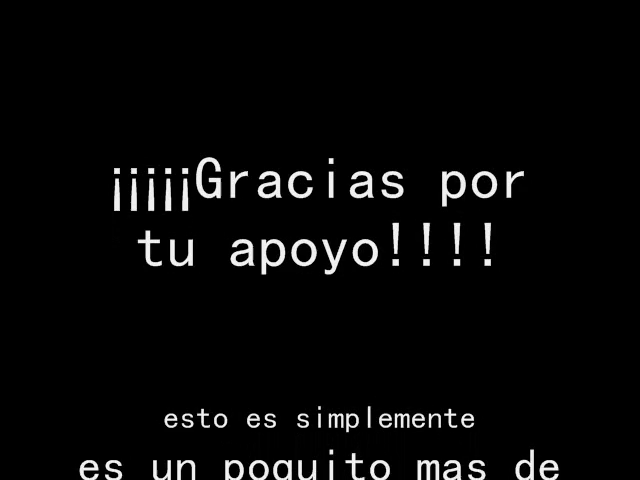 ¡¡¡¡¡Gracias por
tu apoyo!!!!
esto es simplemente
es un poquito mas de